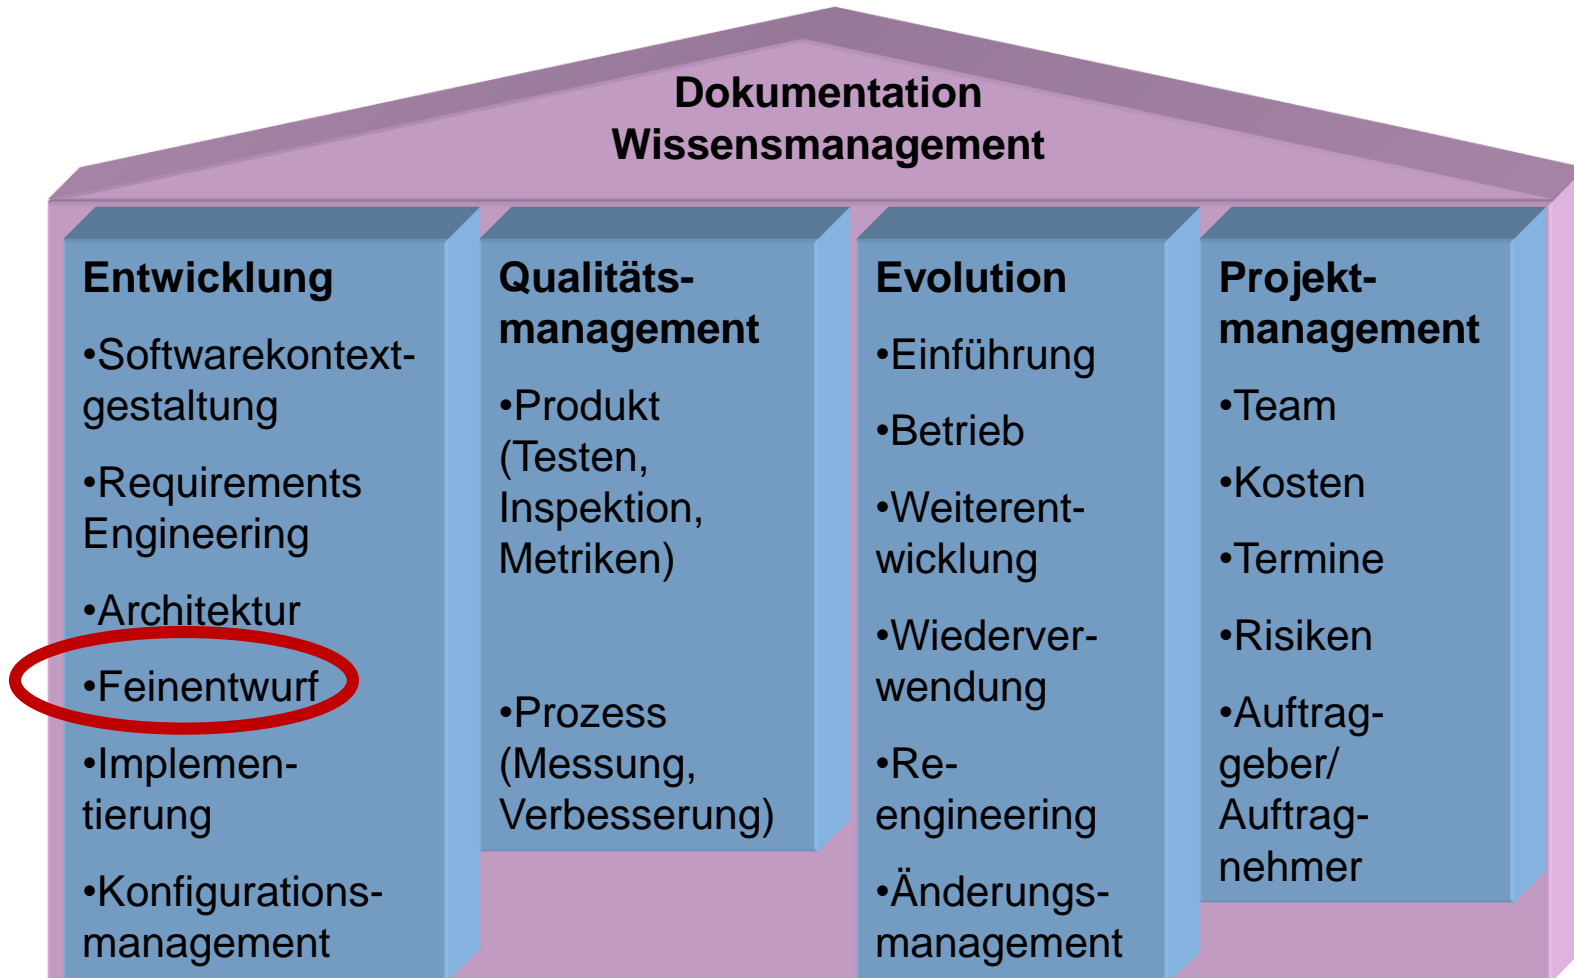 Dokumentation
Wissensmanagement
Entwicklung
•Softwarekontext-
gestaltung
•Requirements
Engineering
•Architektur
•Feinentwurf
•Implemen-
tierung
•Konfigurations-
management
Qualitäts-
management
•Produkt
(Testen,
Inspektion,
Metriken)
•Prozess
(Messung,
Verbesserung)
Evolution
•Einführung
•Betrieb
•Weiterent-
wicklung
•Wiederver-
wendung
•Re-
engineering
•Änderungs-
management
Projekt-
management
•Team
•Kosten
•Termine
•Risiken
•Auftrag-
geber/
Auftrag-
nehmer